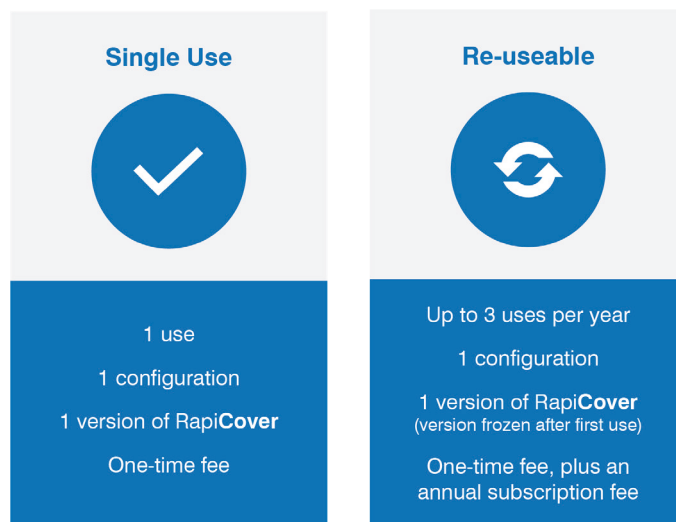 Single Use
1 use
1 configuration
1 version of RapiCover
One-time fee
Re-useable
Up to 3 uses per year
1 configuration
1 version of RapiCover
(version frozen after first use)
One-time fee, plus an
annual subscription fee